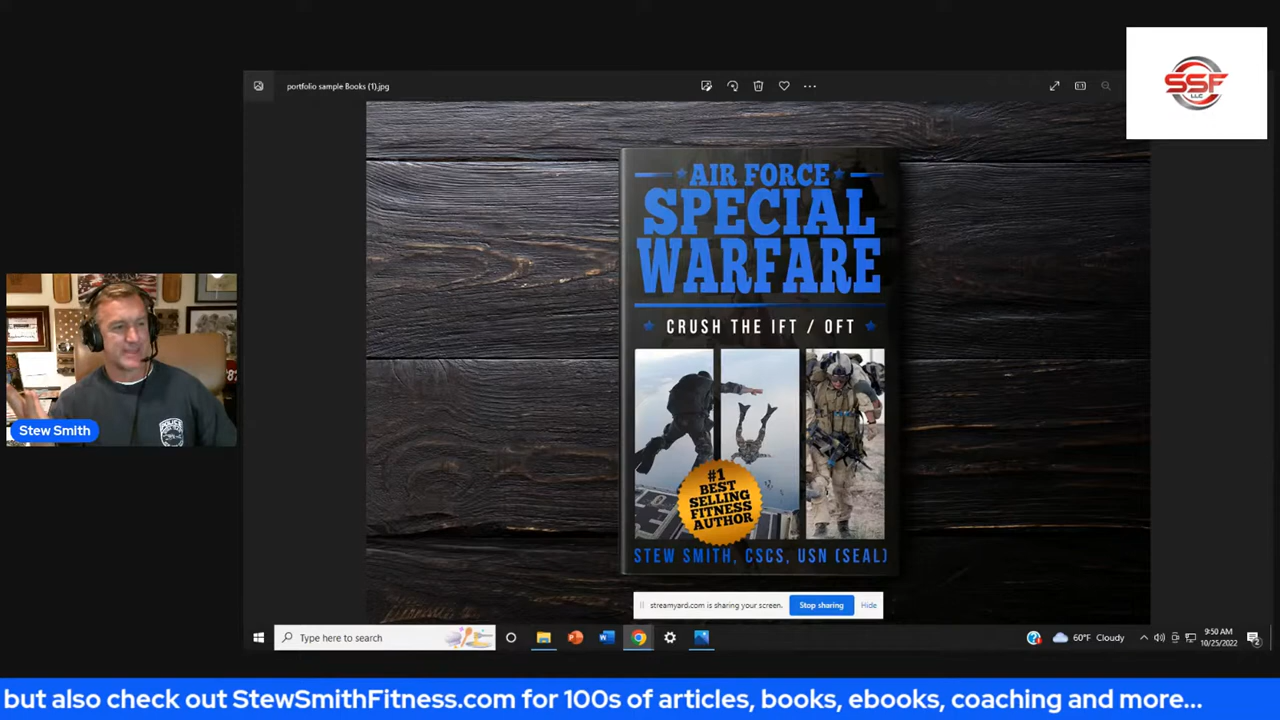 portfolio sample Books (1).jpg
SSF
LLC
AIR FORCE
SPECIAL
WARFARE
CRUSH THE IFT / OFT
#1
BEST
SELLING
FITNESS
AUTHOR
STEW SMITH, CSCS, USN (SEAL)
POLICE
Stew Smith
streamyard.com is sharing your screen.
Stop sharing
Hide
Type here to search
60°F Cloudy
9:50 AM
10/25/2022
2
but also check out StewSmithFitness.com for 100s of articles, books, ebooks, coaching and more...